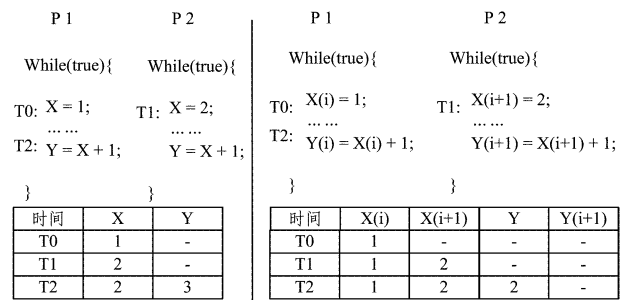 P 1 P 2
While(true){ While(true){
T0: X = 1; T1: X = 2;
... ... ... ...
T2: Y = X + 1; Y = X + 1;
} }
时间 X Y
T0 1 -
T1 2 -
T2 2 3
P 1 P 2
While(true){ While(true){
T0: X(i) = 1; T1: X(i+1) = 2;
... ... ... ...
T2: Y(i) = X(i) + 1; Y(i+1) = X(i+1) + 1;
} }
时间 X(i) X(i+1) Y Y(i+1)
T0 1 - - -
T1 1 2 - -
T2 1 2 2 -